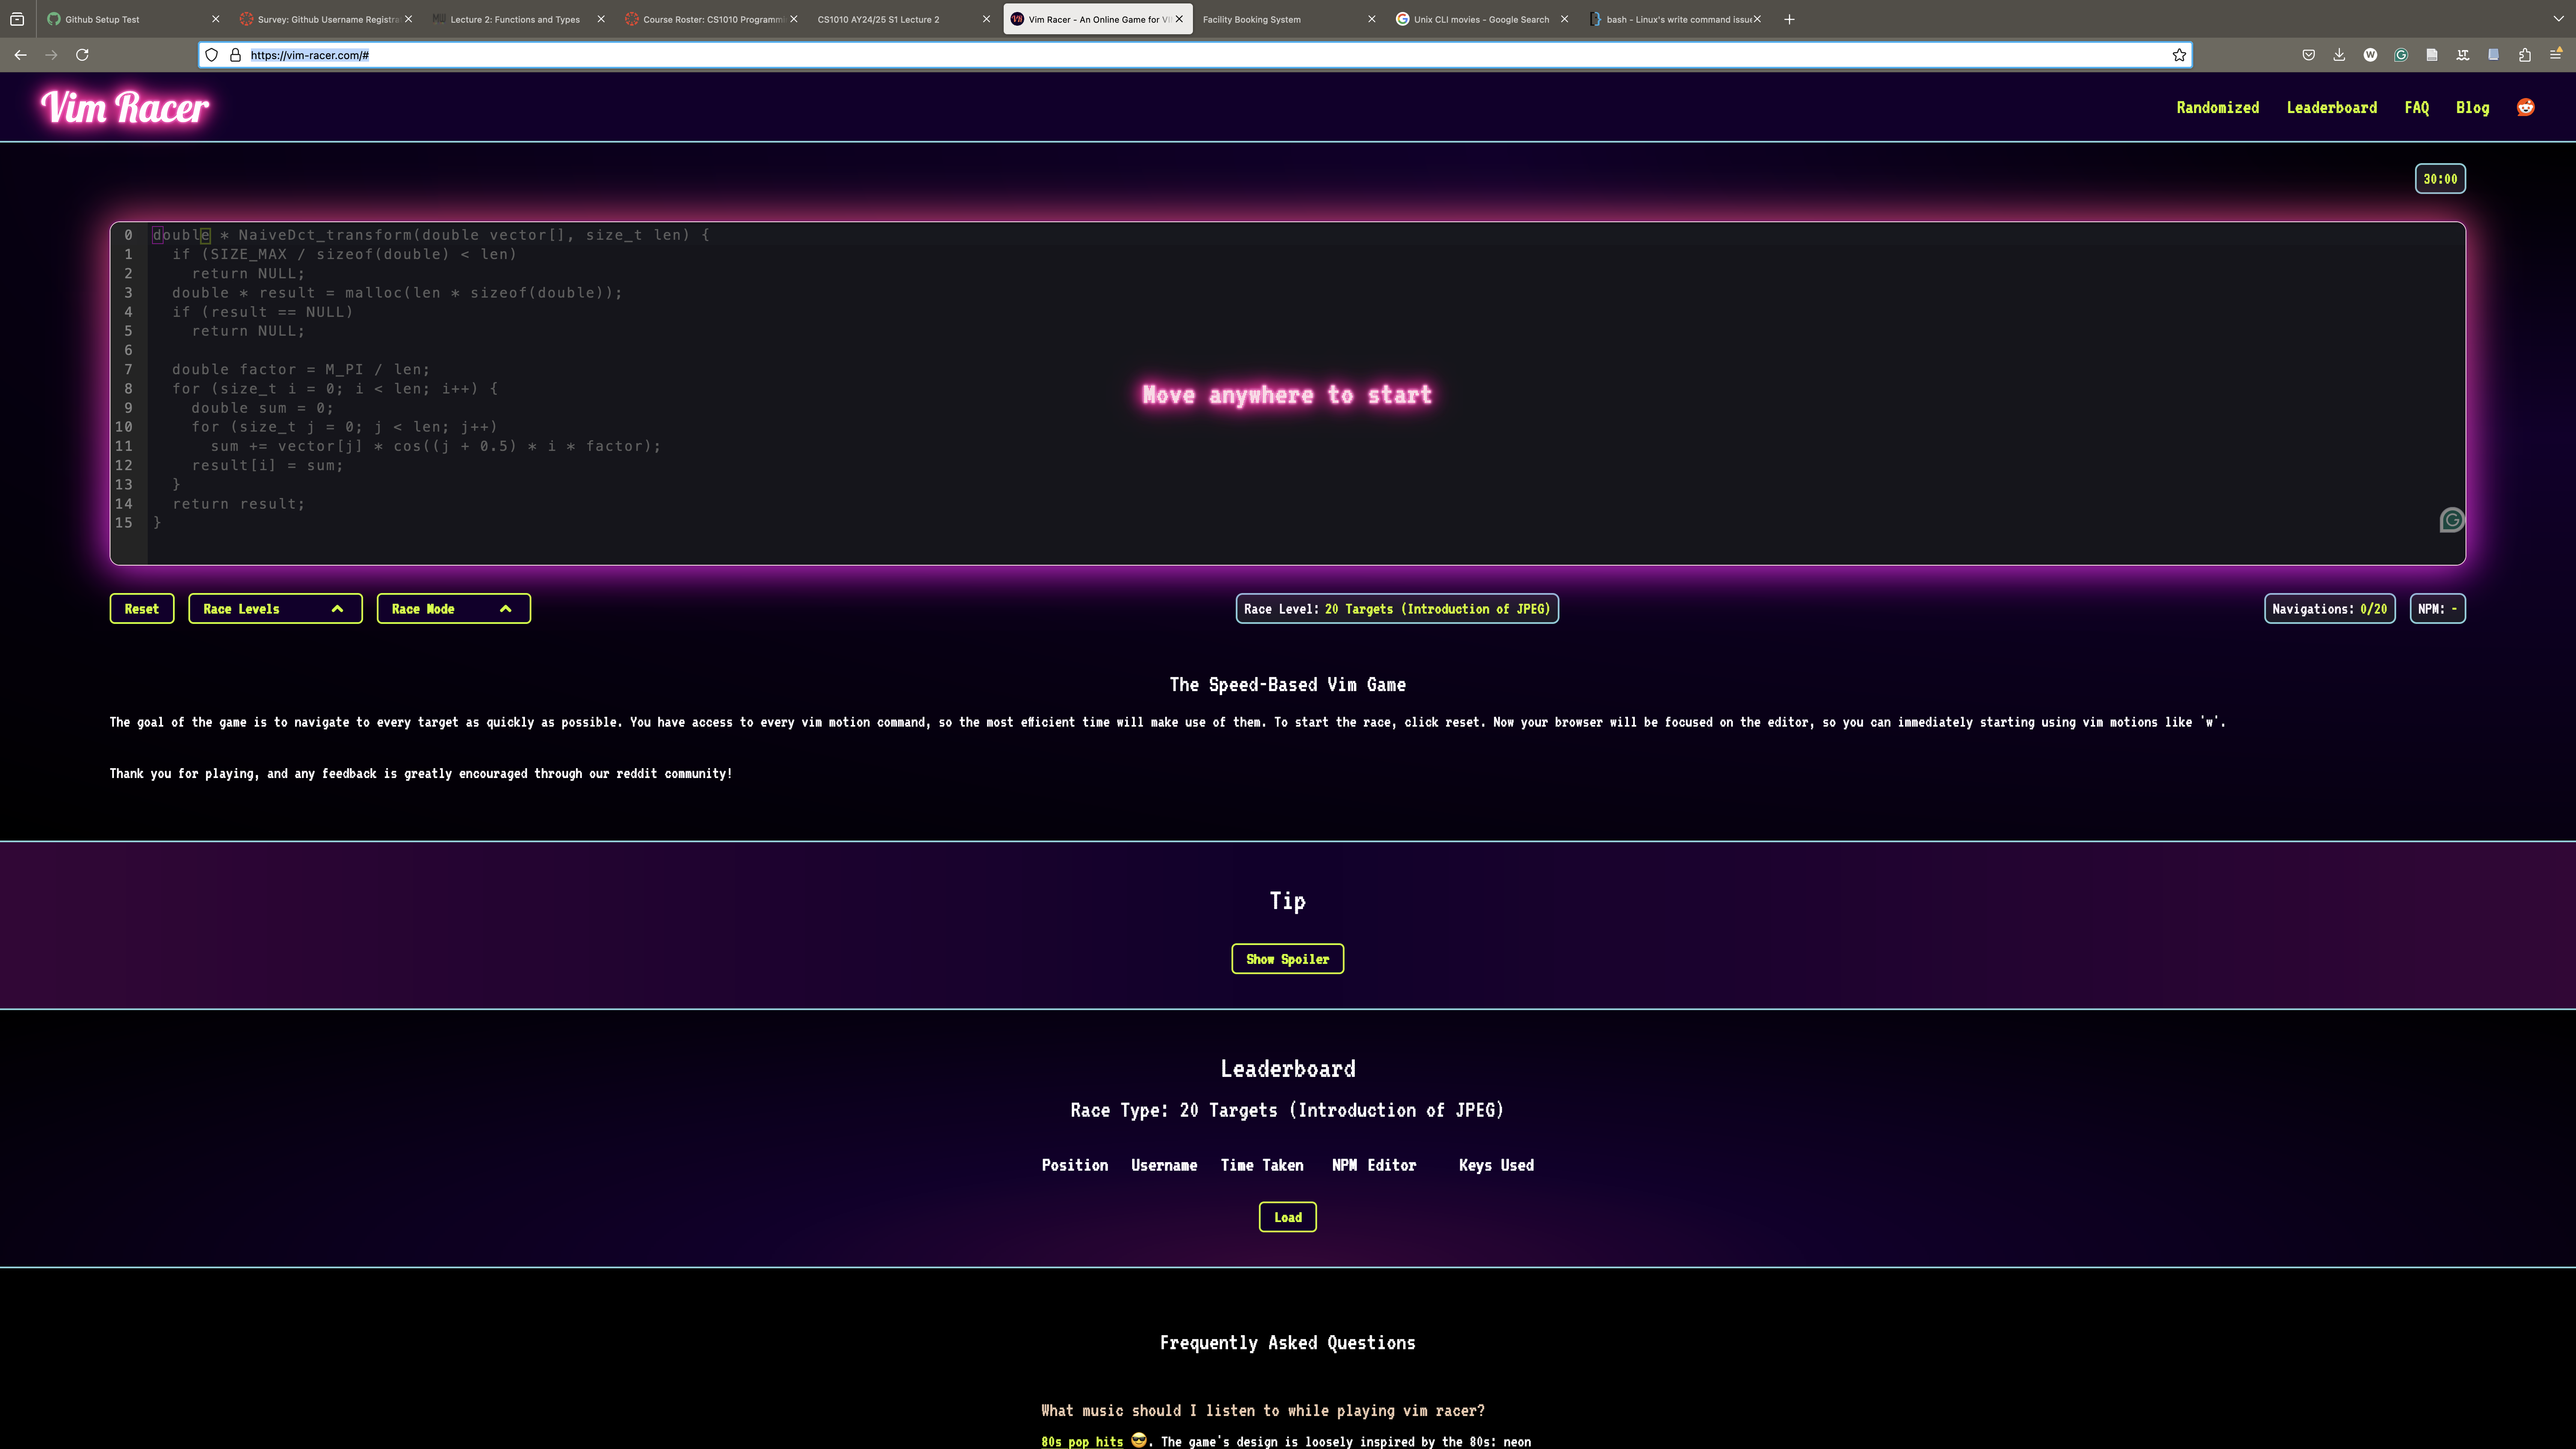 Github Setup Test
Survey: Github Username Registra
Lecture 2: Functions and Types
Course Roster: CS1010 Programmi
CS1010 AY24/25 S1 Lecture 2
Vim Racer - An Online Game for VI
Facility Booking System
Unix CLI movies - Google Search
bash - Linux's write command issue
https://vim-racer.com/#
Vim Racer
Randomized
Leaderboard
FAQ
Blog
30:00
0 double * NaiveDct_transform(double vector[], size_t len) {
1   if (SIZE_MAX / sizeof(double) < len)
2     return NULL;
3   double * result = malloc(len * sizeof(double));
4   if (result == NULL)
5     return NULL;
6
7   double factor = M_PI / len;
8   for (size_t i = 0; i < len; i++) {
9     double sum = 0;
10     for (size_t j = 0; j < len; j++)
11       sum += vector[j] * cos((j + 0.5) * i * factor);
12     result[i] = sum;
13   }
14   return result;
15 }
Move anywhere to start
Reset
Race Levels
Race Mode
Race Level: 20 Targets (Introduction of JPEG)
Navigations: 0/20
NPM: -
The Speed-Based Vim Game
The goal of the game is to navigate to every target as quickly as possible. You have access to every vim motion command, so the most efficient time will make use of them. To start the race, click reset. Now your browser will be focused on the editor, so you can immediately starting using vim motions like 'w'.
Thank you for playing, and any feedback is greatly encouraged through our reddit community!
Tip
Show Spoiler
Leaderboard
Race Type: 20 Targets (Introduction of JPEG)
Position Username Time Taken NPM Editor Keys Used
Load
Frequently Asked Questions
What music should I listen to while playing vim racer?
80s pop hits 😎. The game's design is loosely inspired by the 80s: neon